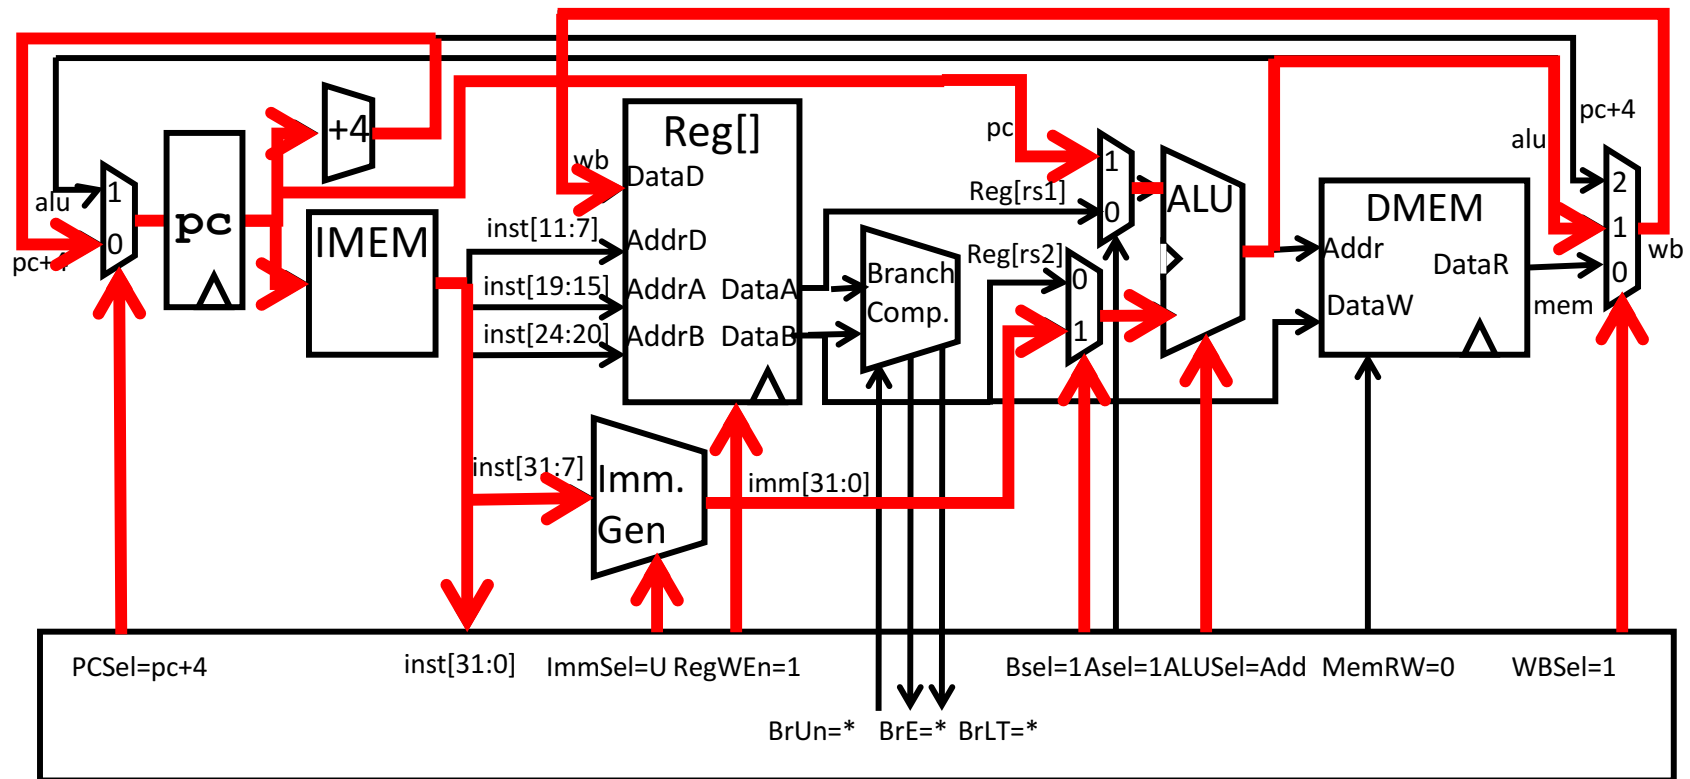 pc+4
alu
pc
+4
Reg[]
wb
DataD
alu
pc+4
1
0
pc
IMEM
inst[11:7]
AddrD
inst[19:15]
AddrA
DataA
inst[24:20]
AddrB
DataB
Branch
Comp.
Reg[rs1]
Reg[rs2]
1
0
0
1
ALU
DMEM
Addr
DataR
DataW
mem
2
1
0
wb
inst[31:7]
Imm.
Gen
imm[31:0]
PCSel=pc+4
inst[31:0]
ImmSel=U
RegWEn=1
Bsel=1
Asel=1
ALUSel=Add
MemRW=0
WBSel=1
BrUn=*
BrE=*
BrLT=*